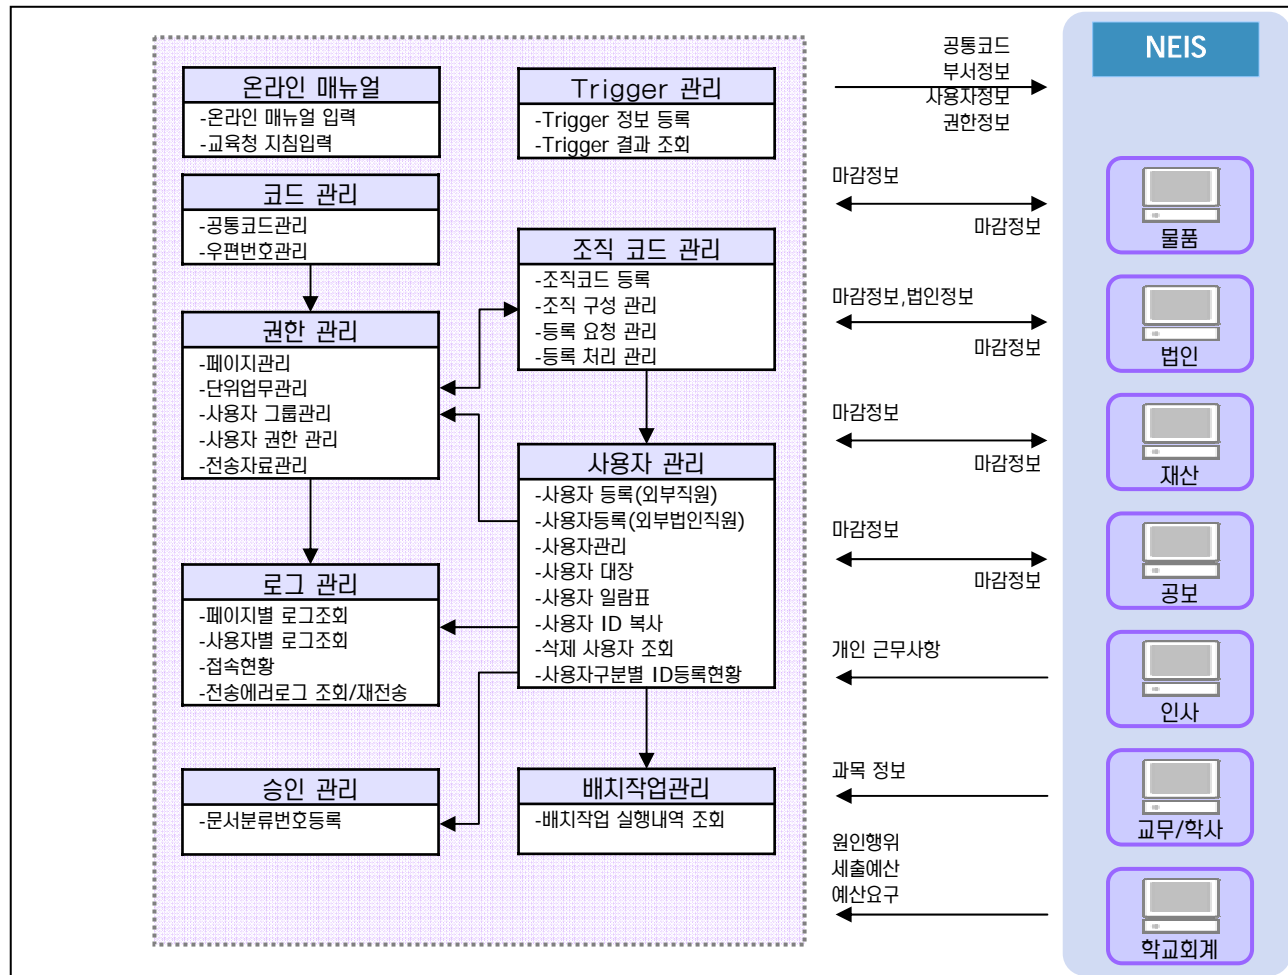 온라인 매뉴얼
-온라인 매뉴얼 입력
-교육청 지침입력
코드 관리
-공통코드관리
-우편번호관리
권한 관리
-페이지관리
-단위업무관리
-사용자 그룹관리
-사용자 권한 관리
-전송자료관리
로그 관리
-페이지별 로그조회
-사용자별 로그조회
-접속현황
-전송에러로그 조회/재전송
승인 관리
-문서분류번호등록
Trigger 관리
-Trigger 정보 등록
-Trigger 결과 조회
조직 코드 관리
-조직코드 등록
-조직 구성 관리
-등록 요청 관리
-등록 처리 관리
사용자 관리
-사용자 등록(외부직원)
-사용자등록(외부법인직원)
-사용자관리
-사용자 대장
-사용자 일람표
-사용자 ID 복사
-삭제 사용자 조회
-사용자구분별 ID등록현황
배치작업관리
-배치작업 실행내역 조회
공통코드
부서정보
사용자정보
권한정보
마감정보
마감정보
마감정보,법인정보
마감정보
마감정보
마감정보
마감정보
마감정보
개인 근무사항
과목 정보
원인행위
세출예산
예산요구
NEIS
물품
법인
재산
공보
인사
교무/학사
학교회계